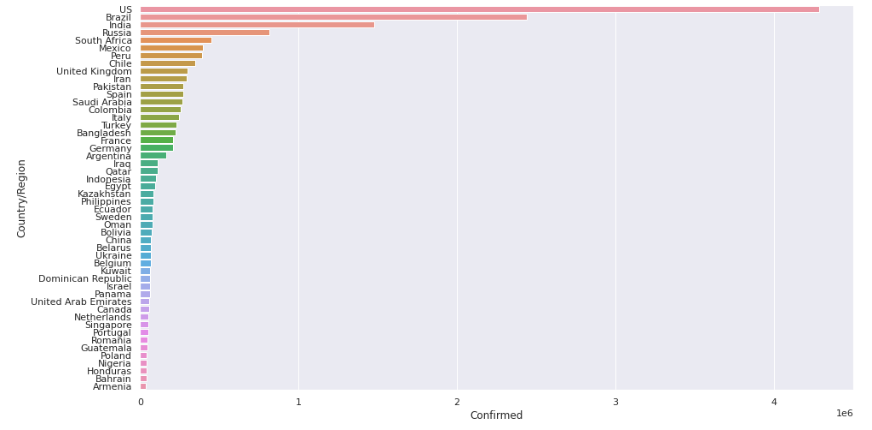 US
Brazil
India
Russia
South Africa
Mexico
Peru
Chile
United Kingdom
Iran
Pakistan
Spain
Saudi Arabia
Colombia
Italy
Turkey
Bangladesh
France
Germany
Argentina
Iraq
Qatar
Indonesia
Egypt
Kazakhstan
Philippines
Ecuador
Sweden
Oman
Bolivia
China
Belarus
Ukraine
Belgium
Kuwait
Dominican Republic
Israel
Panama
United Arab Emirates
Canada
Netherlands
Singapore
Portugal
Romania
Guatemala
Poland
Nigeria
Honduras
Bahrain
Armenia
Country/Region
0 1 2 3 4
1e6
Confirmed